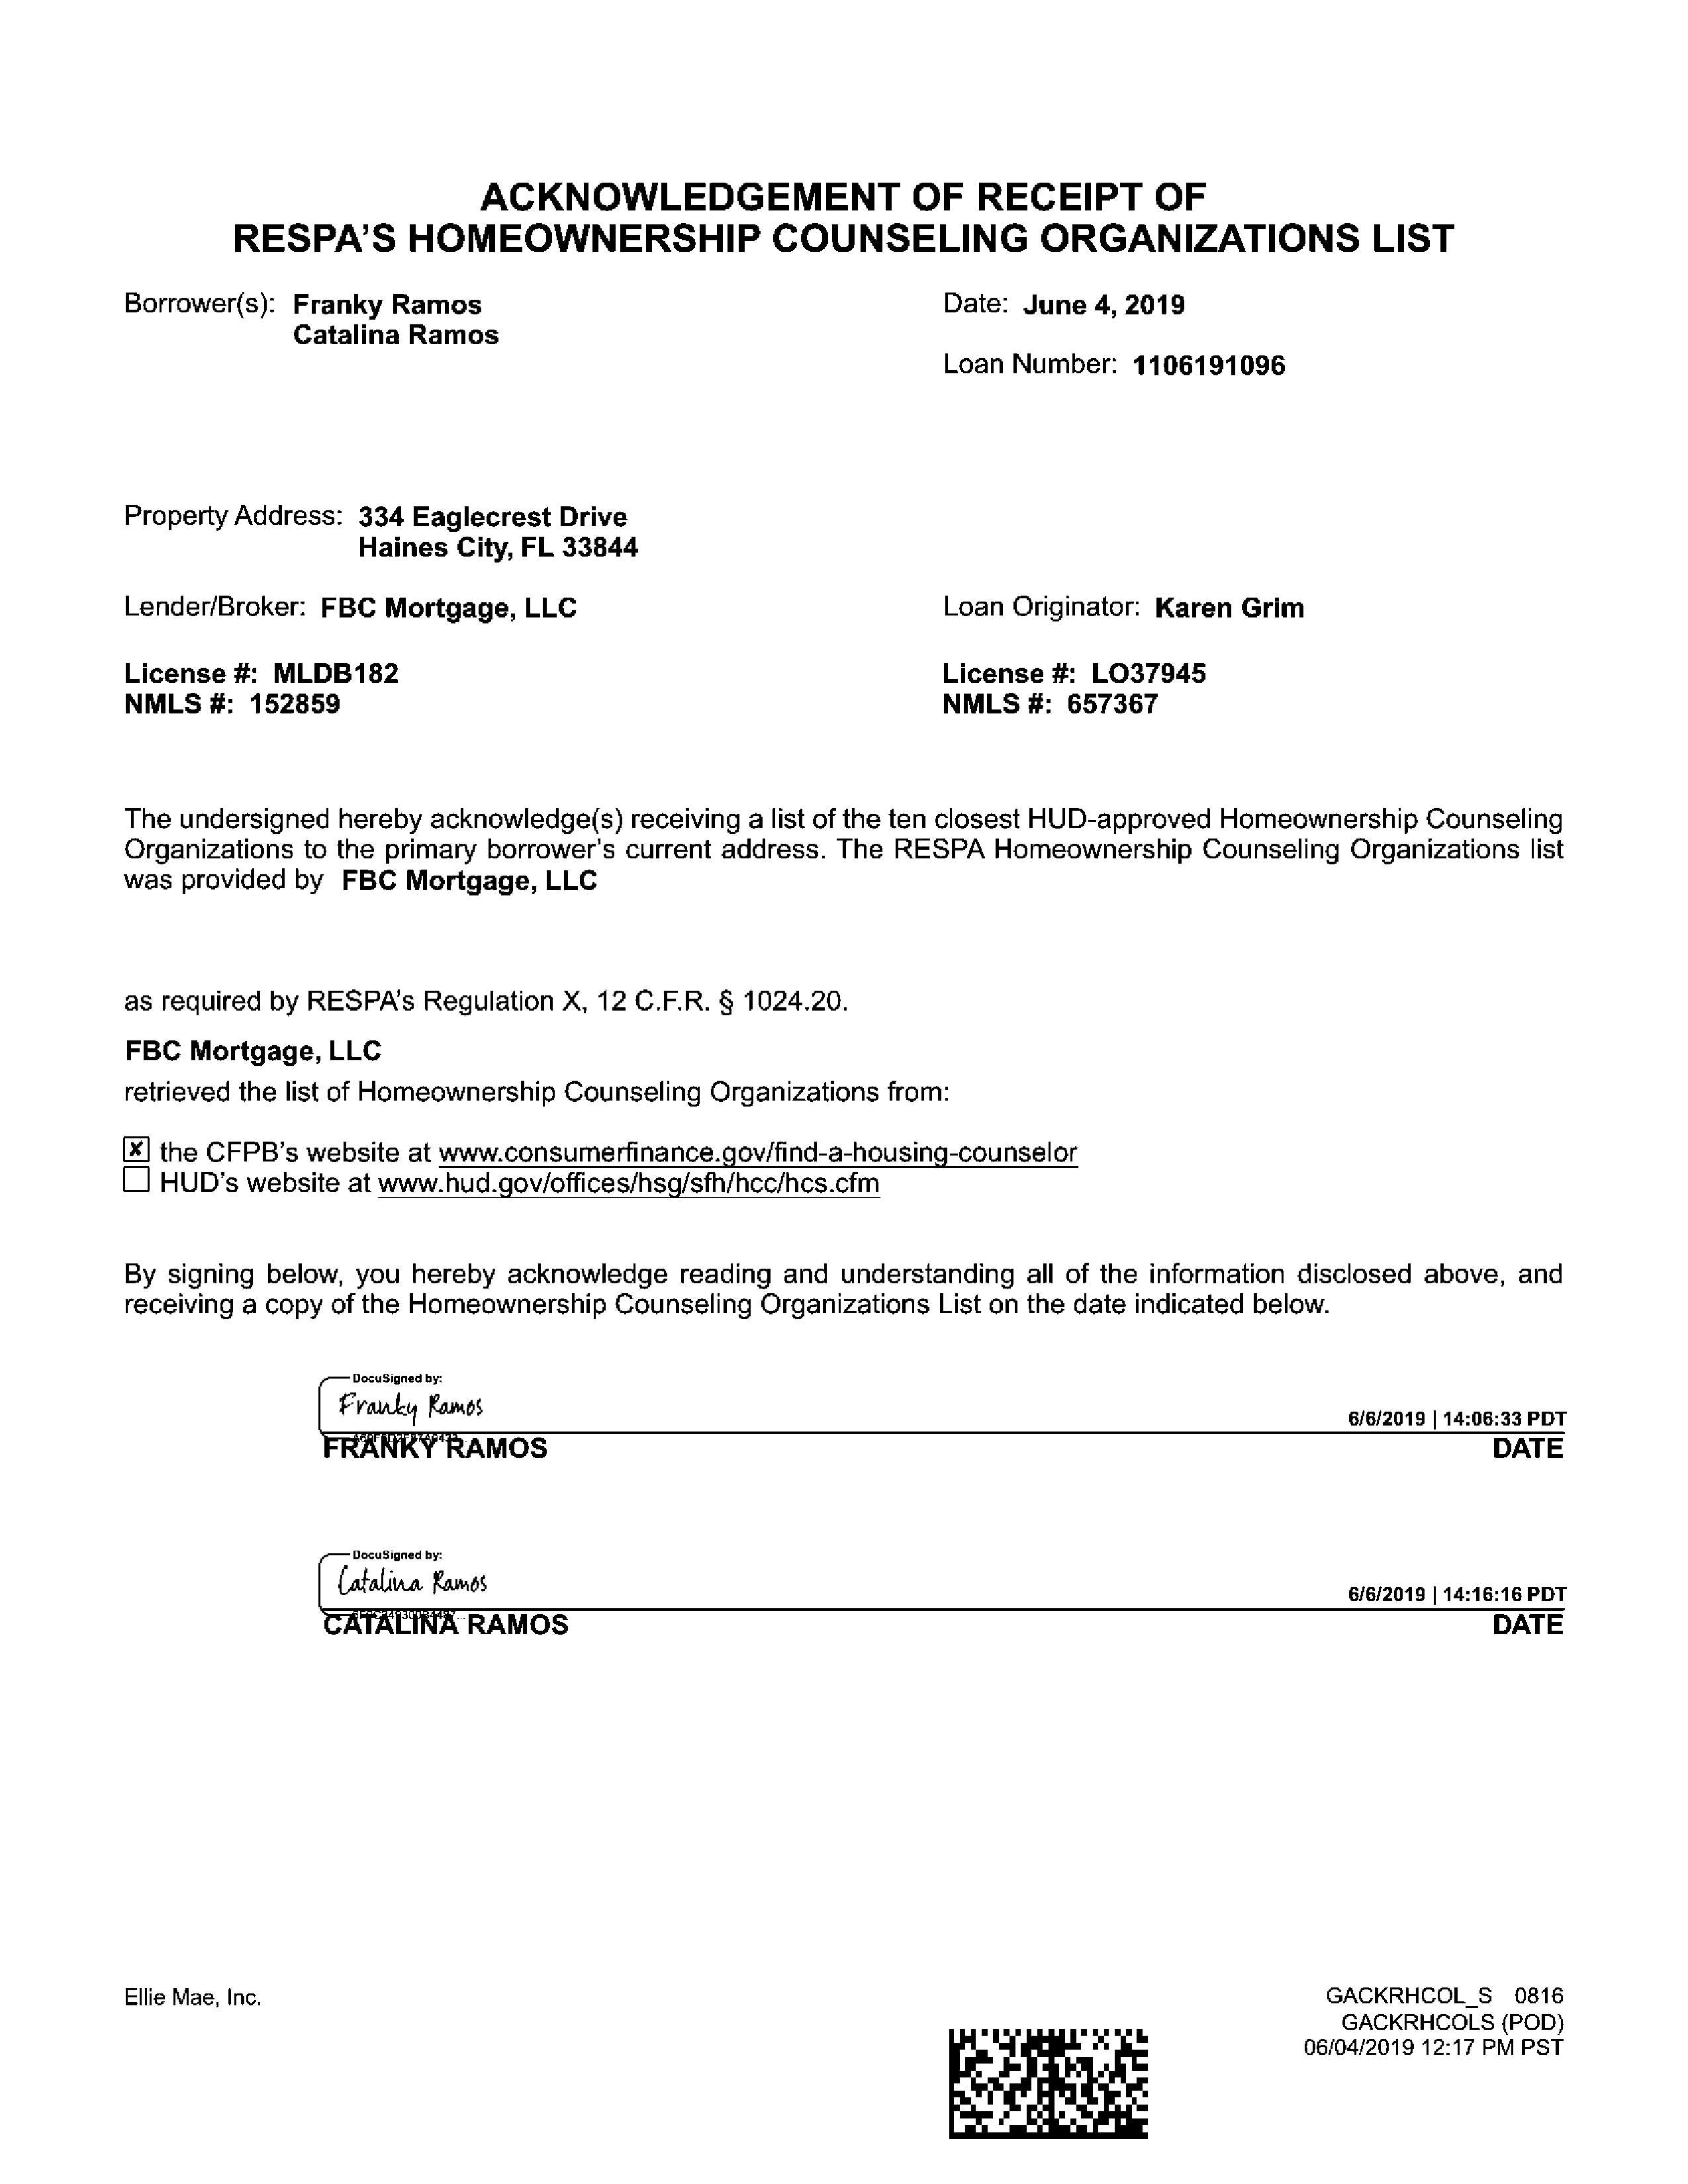 ACKNOWLEDGEMENT OF RECEIPT OF
RESPA'S HOMEOWNERSHIP COUNSELING ORGANIZATIONS LIST
Borrower(s): Franky Ramos
Catalina Ramos
Date: June 4, 2019
Loan Number: 1106191096
Property Address: 334 Eaglecrest Drive
Haines City, FL 33844
Lender/Broker: FBC Mortgage, LLC
Loan Originator: Karen Grim
License #: MLDB182
NMLS #: 152859
License #: LO37945
NMLS #: 657367
The undersigned hereby acknowledge(s) receiving a list of the ten closest HUD-approved Homeownership Counseling
Organizations to the primary borrower's current address. The RESPA Homeownership Counseling Organizations list
was provided by FBC Mortgage, LLC
as required by RESPA's Regulation X, 12 C.F.R. § 1024.20.
FBC Mortgage, LLC
retrieved the list of Homeownership Counseling Organizations from:
the CFPB's website at www.consumerfinance.gov/find-a-housing-counselor
HUD's website at www.hud.gov/offices/hsg/sfh/hcc/hcs.cfm
By signing below, you hereby acknowledge reading and understanding all of the information disclosed above, and
receiving a copy of the Homeownership Counseling Organizations List on the date indicated below.
DocuSigned by:
Franky Ramos
6/6/2019 | 14:06:33 PDT
FRANKY RAMOS
DATE
DocuSigned by:
Catalina Ramos
6/6/2019 | 14:16:16 PDT
CATALINA RAMOS
DATE
Ellie Mae, Inc.
GACKRHCOL_S 0816
GACKRHCOLS (POD)
06/04/2019 12:17 PM PST